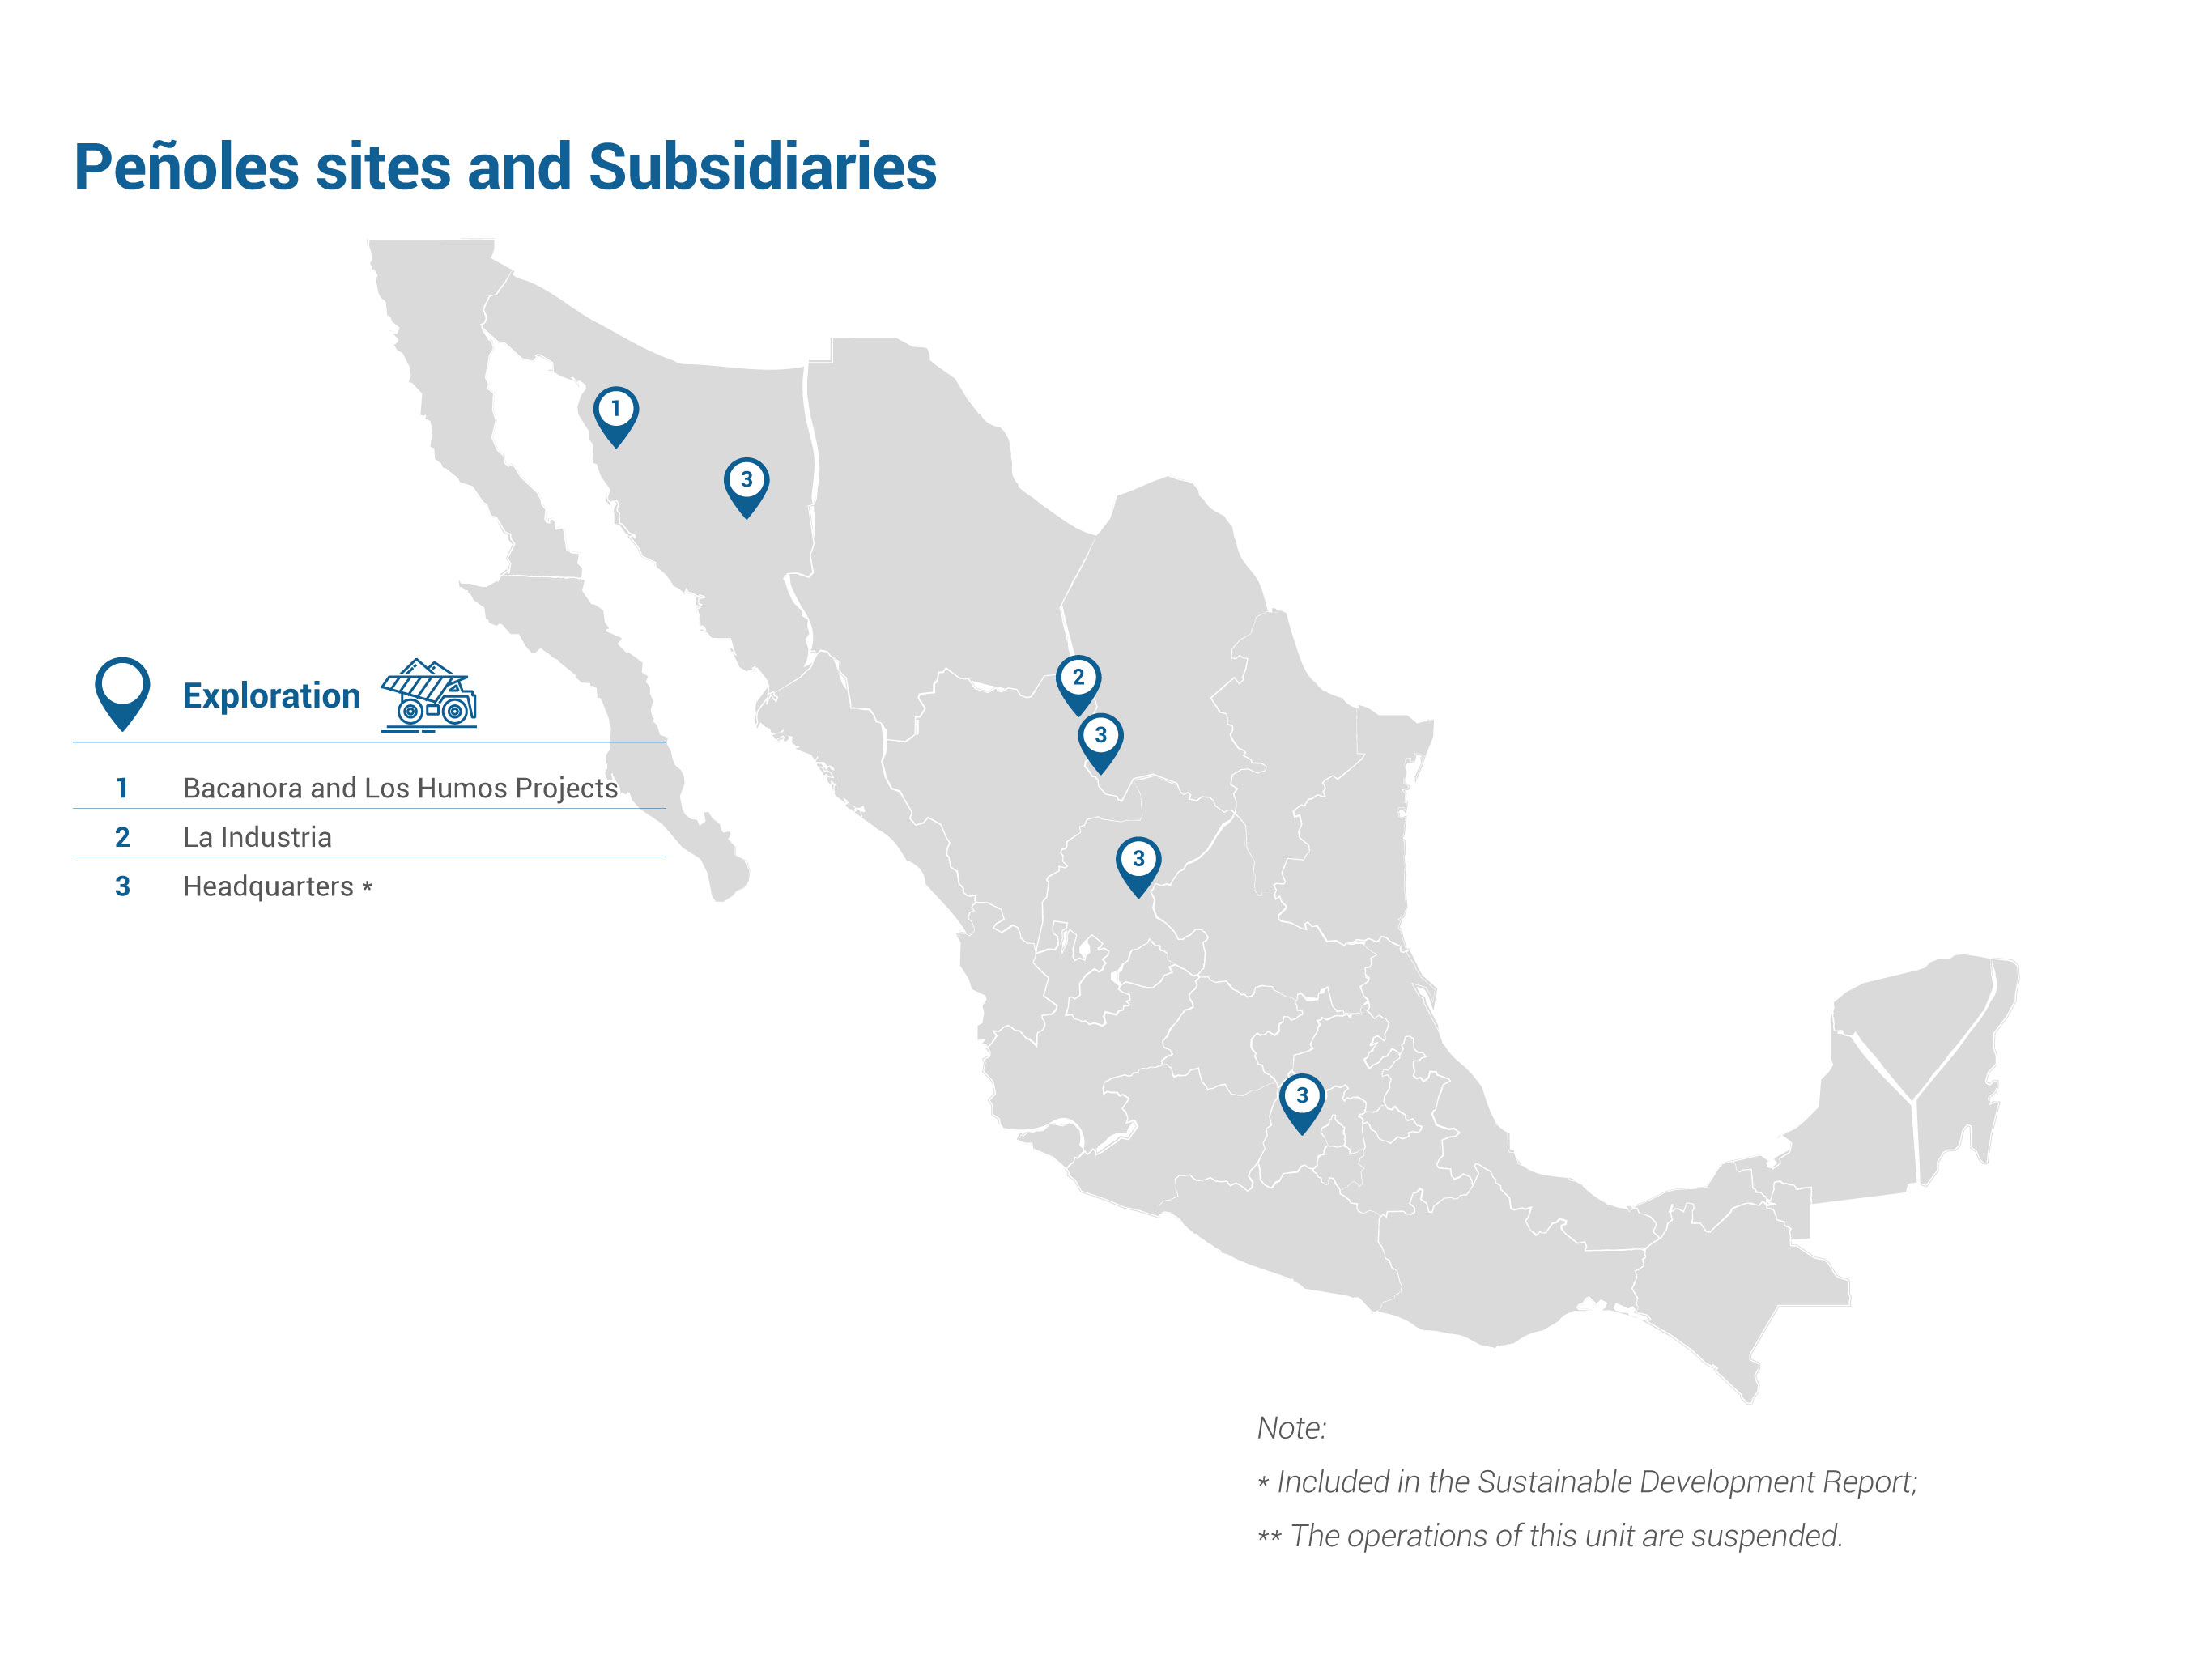 Peñoles sites and Subsidiaries
1
3
2
3
3
3
Exploration
1 Bacanora and Los Humos Projects
2 La Industria
3 Headquarters *
Note:
* Included in the Sustainable Development Report;
** The operations of this unit are suspended.